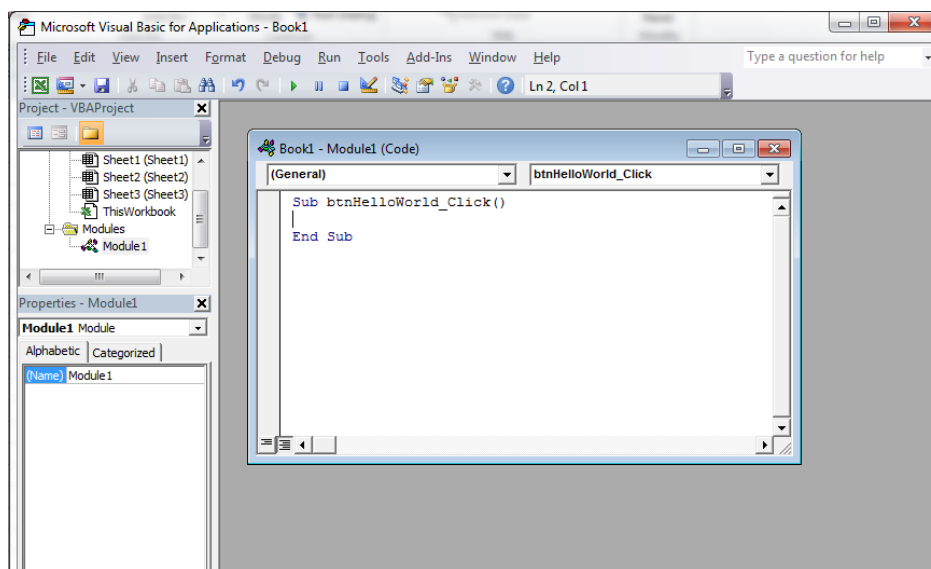 Microsoft Visual Basic for Applications - Book1
File Edit View Insert Format Debug Run Tools Add-Ins Window Help Type a question for help
Ln 2, Col 1
Project - VBAProject
Sheet1 (Sheet1)
Sheet2 (Sheet2)
Sheet3 (Sheet3)
ThisWorkbook
Modules
Module1
Properties - Module1
Module1 Module
Alphabetic Categorized
(Name) Module1
Book1 - Module1 (Code)
(General) btnHelloWorld_Click
Sub btnHelloWorld_Click()
End Sub